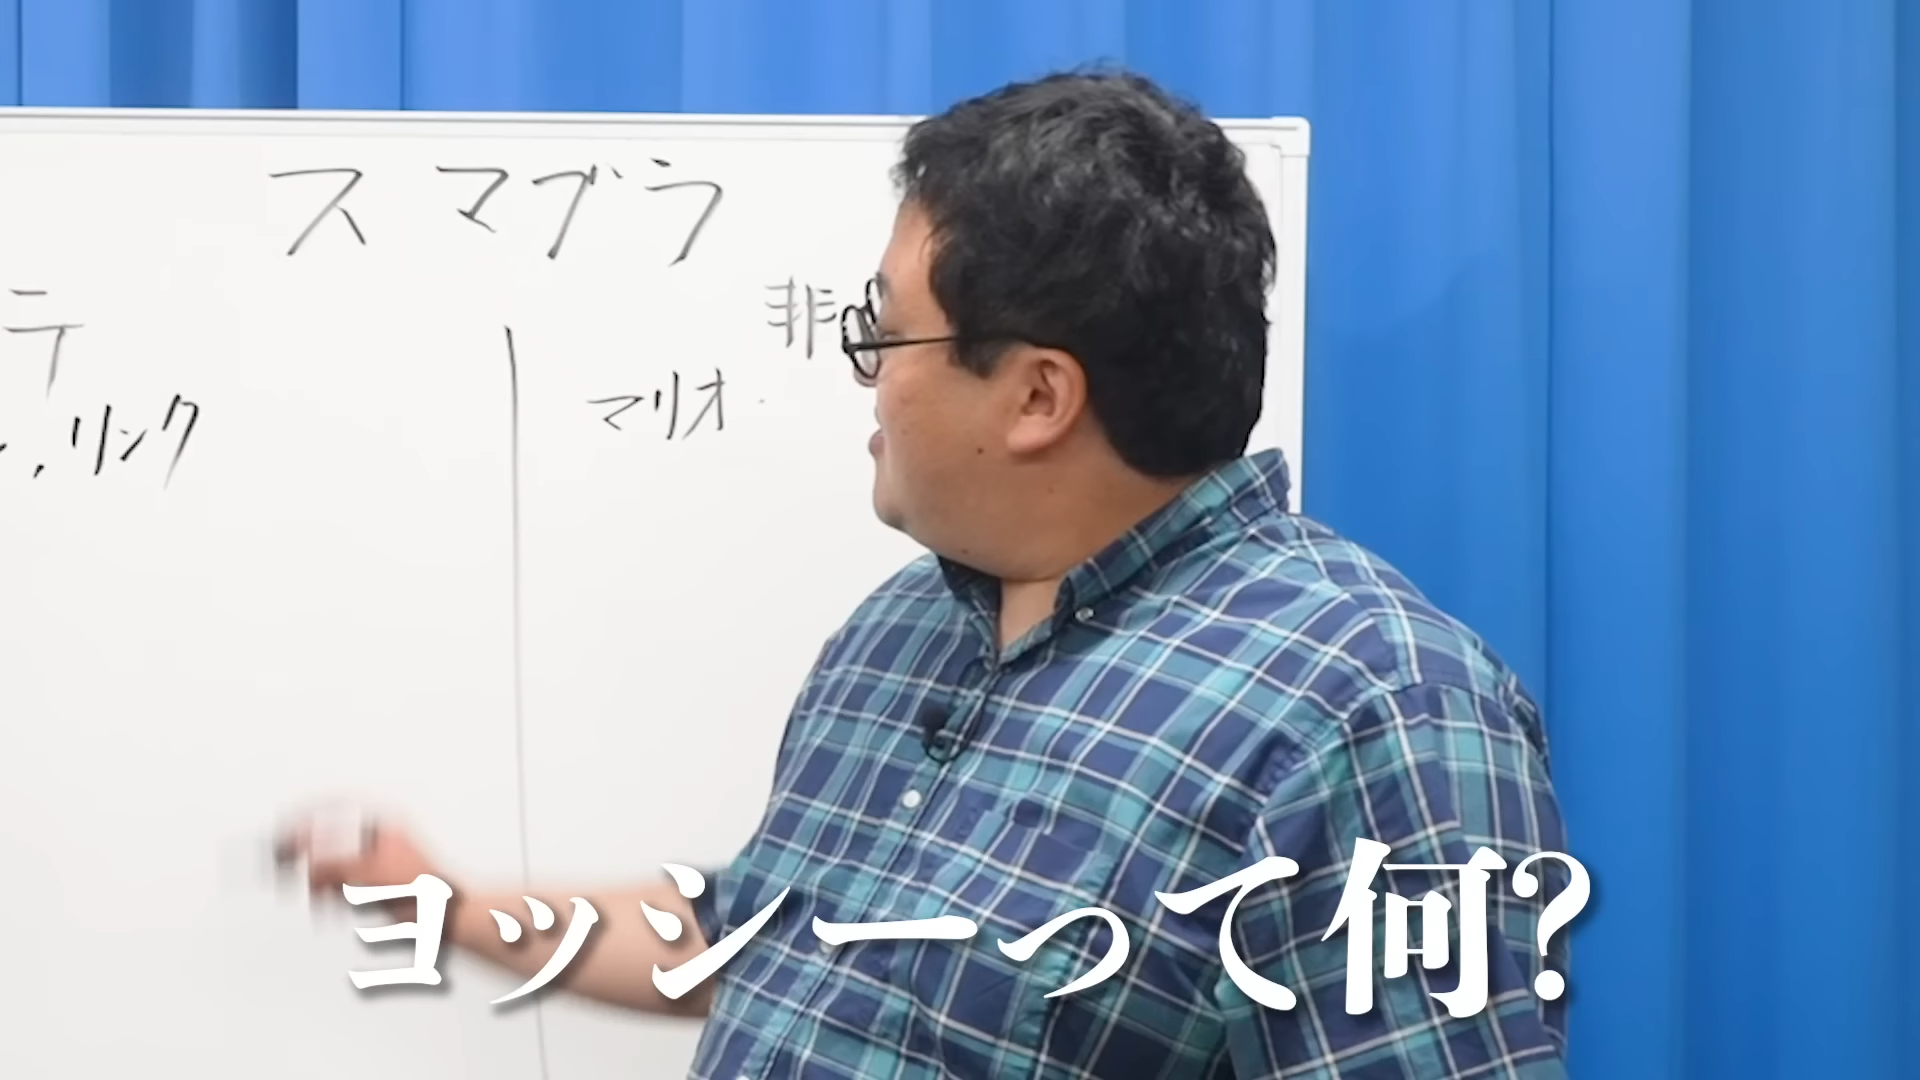 スマブラ
テ
非
リンク
マリオ
ヨッシーって何?